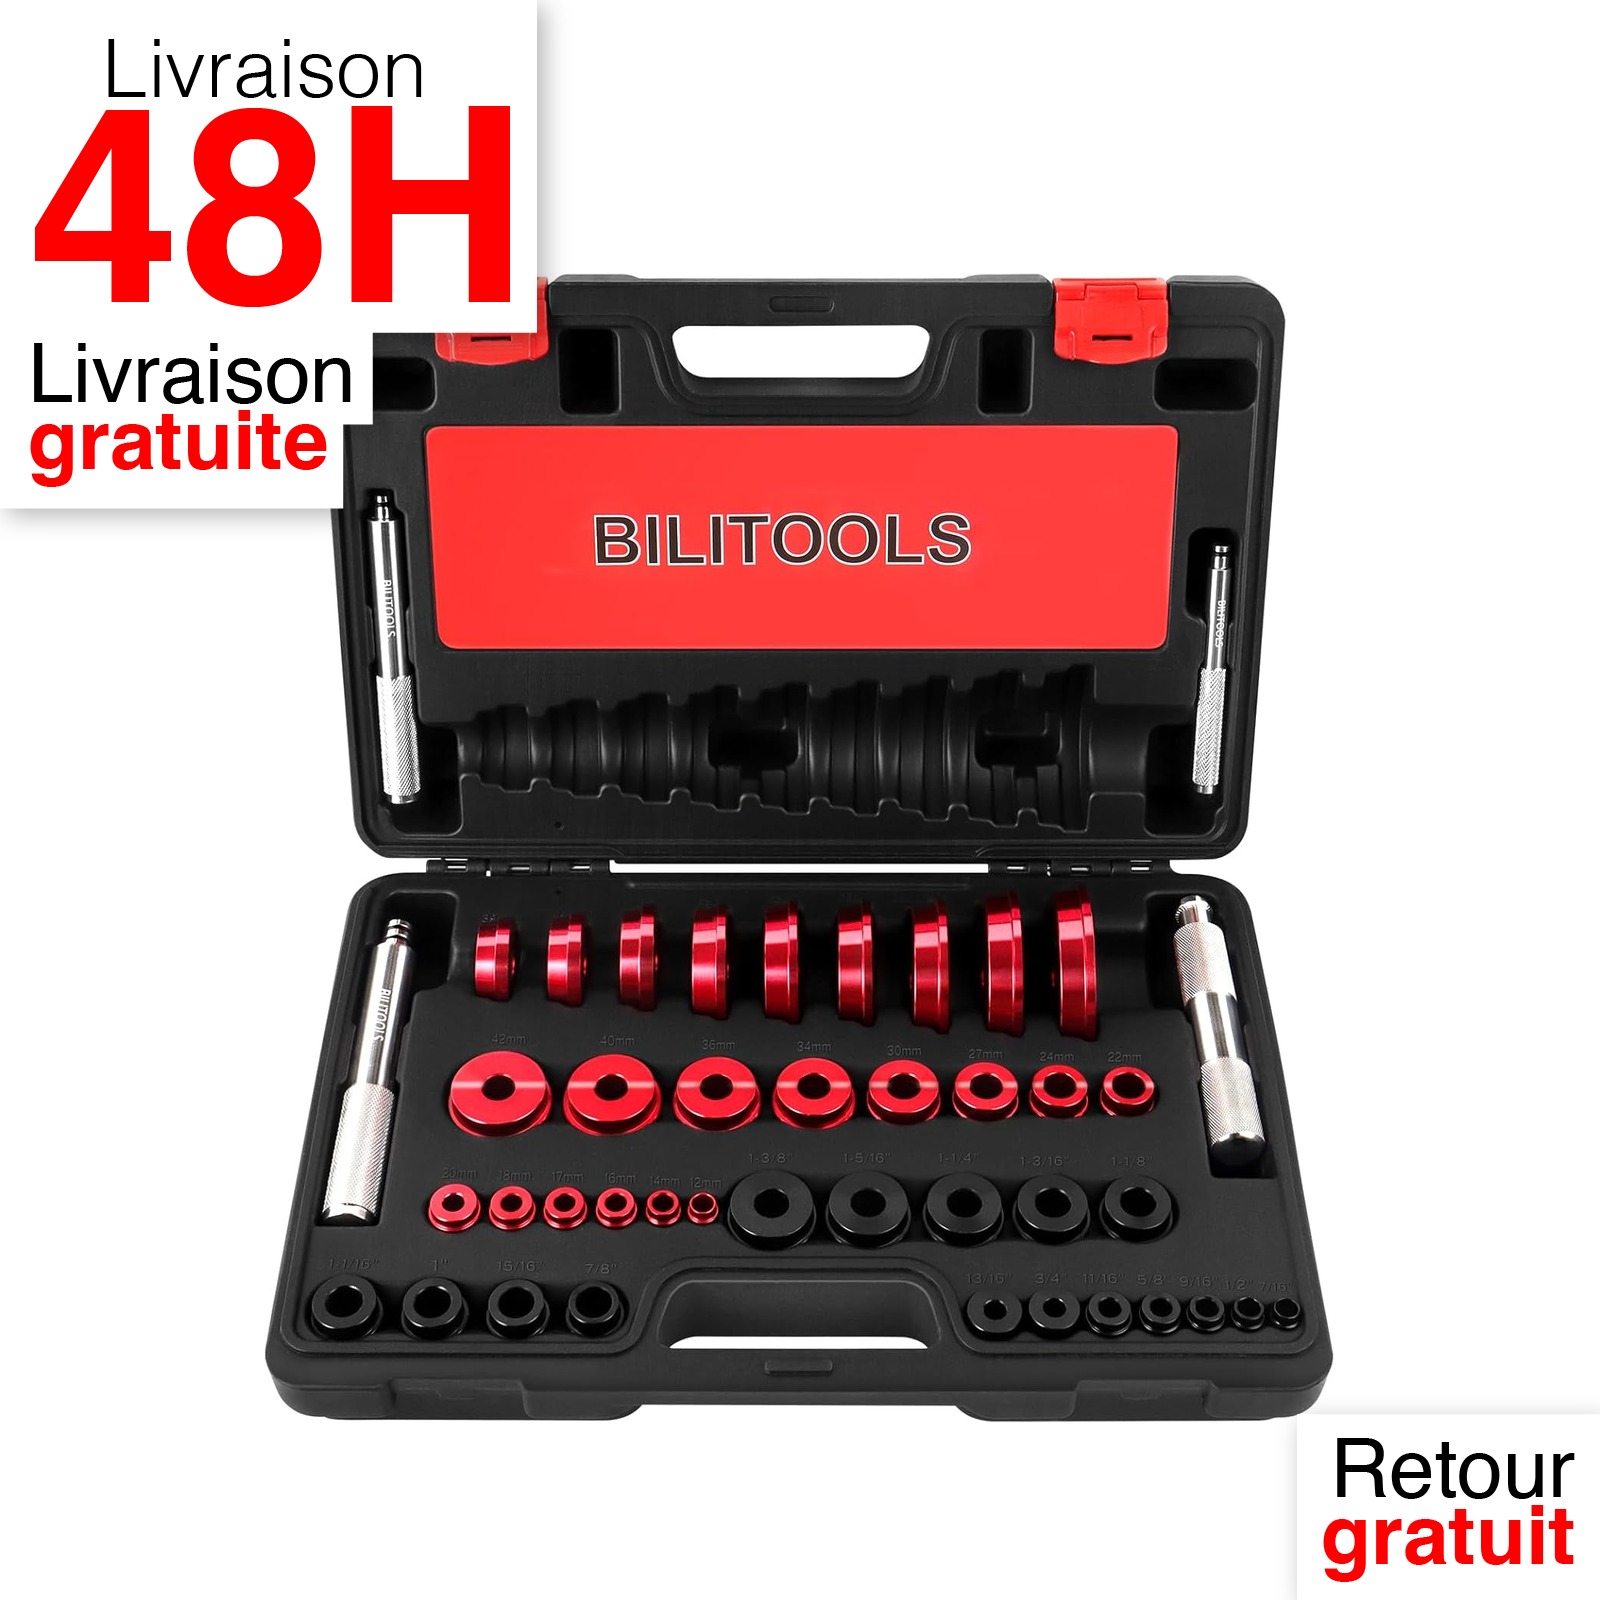 Livraison
48H
Livraison
gratuite
BILITOOLS
BILITOOLS
BILITOOLS
BILITOOLS
42mm 40mm 36mm 34mm 30mm 27mm 24mm 22mm
20mm 18mm 17mm 16mm 14mm 12mm 1-3/8" 1-5/16" 1-1/4" 1-3/16" 1-1/8"
1-1/16" 1" 15/16" 7/8" 13/16" 3/4" 11/16" 5/8" 9/16" 1/2" 7/16"
Retour
gratuit